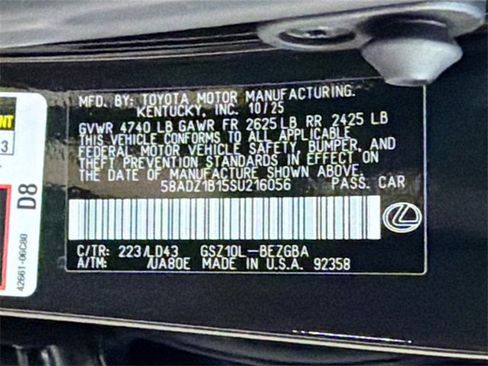 MFD. BY: TOYOTA MOTOR MANUFACTURING.
KENTUCKY, INC. 10/25
GVWR 4740 LB GAWR FR 2625 LB RR 2425 LB
THIS VEHICLE CONFORMS TO ALL APPLICABLE
FEDERAL MOTOR VEHICLE SAFETY, BUMPER, AND
THEFT PREVENTION STANDARDS IN EFFECT ON
THE DATE OF MANUFACTURE SHOWN ABOVE.
58ADZ1B15SU216056 PASS. CAR
C/TR: 223/LD43 GSZ10L-BEZGBA
A/TM: /UA80E MADE IN U.S.A. 92358
3
D8
42661-06C80